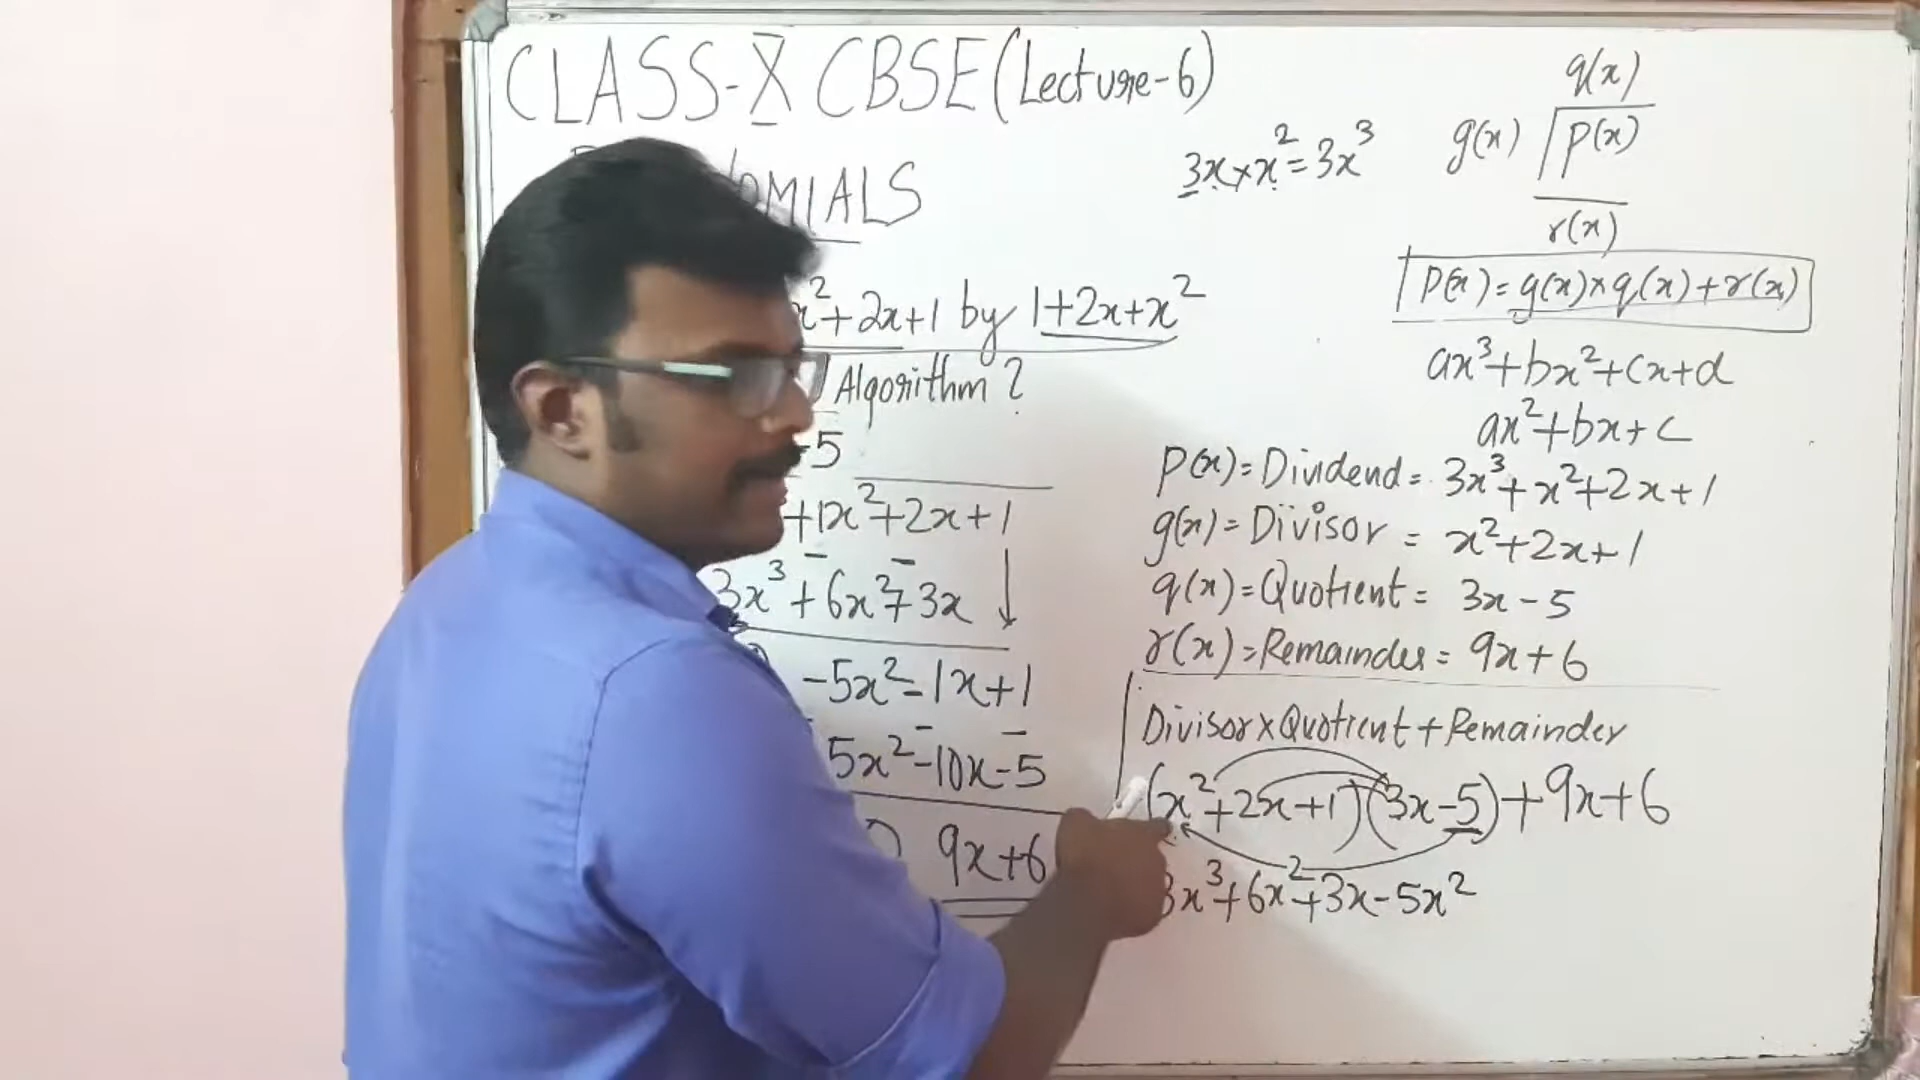 CLASS-X CBSE (Lecture-6)
OMIALS
x²+2x+1 by 1+2x+x²
Algorithm ?
-5
+1x²+2x+1
3x³+6x²+3x
-5x²-1x+1
5x²-10x-5
9x+6
3x×x²=3x³
q(x)
g(x) p(x)
r(x)
P(x)=g(x)×q(x)+r(x)
ax³+bx²+cx+d
ax²+bx+c
P(x)=Dividend= 3x³+x²+2x+1
g(x)=Divisor = x²+2x+1
q(x)=Quotient= 3x-5
r(x)=Remainder= 9x+6
Divisor×Quotient+Remainder
(x²+2x+1)(3x-5)+9x+6
3x³+6x²+3x-5x²